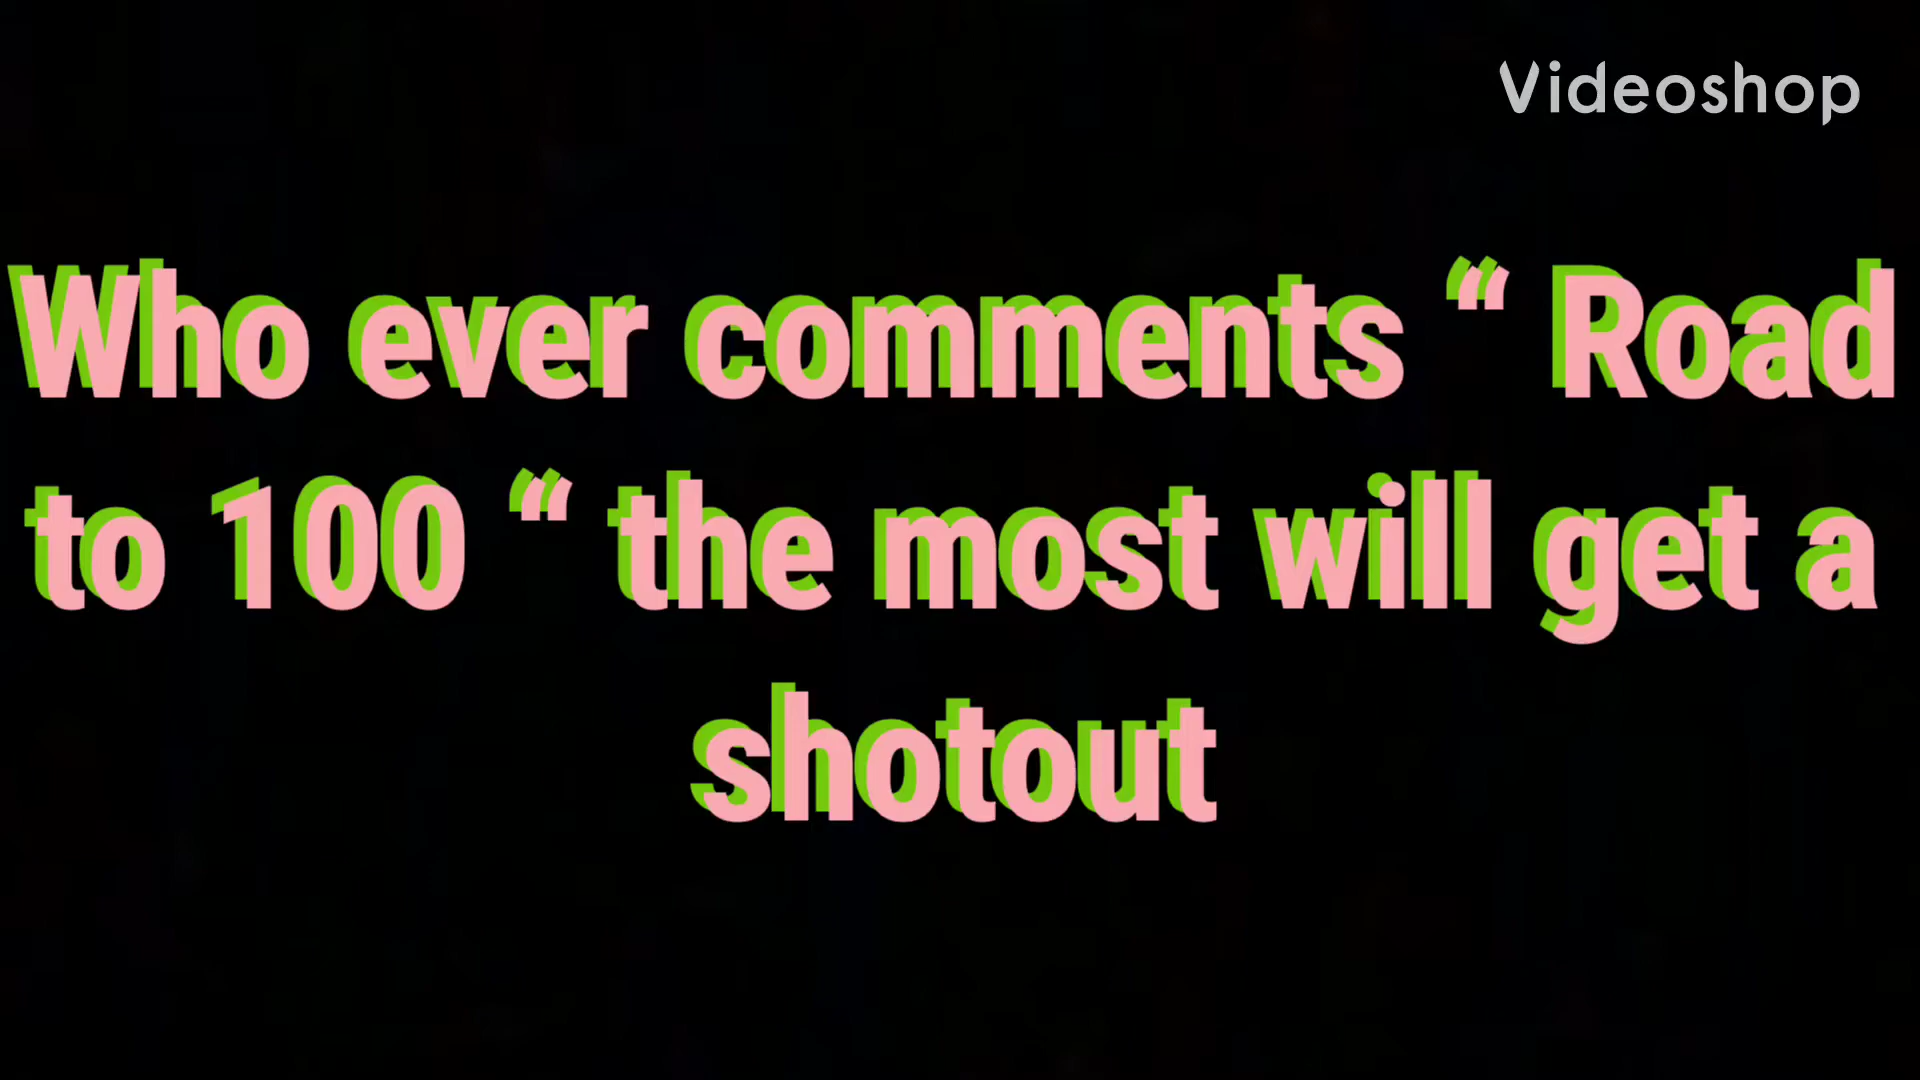 Videoshop
Who ever comments “ Road
to 100 “ the most will get a
shotout